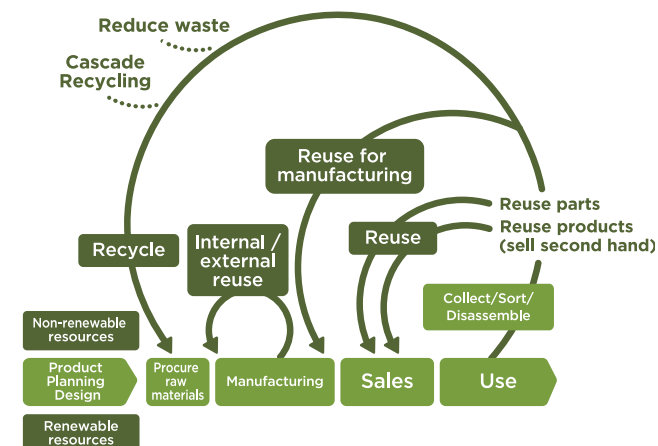 Reduce waste
Cascade
Recycling
Reuse for
manufacturing
Reuse parts
Reuse products
(sell second hand)
Recycle
Internal /
external
reuse
Reuse
Collect/Sort/
Disassemble
Non-renewable
resources
Product
Planning
Design
Procure
raw
materials
Manufacturing
Sales
Use
Renewable
resources